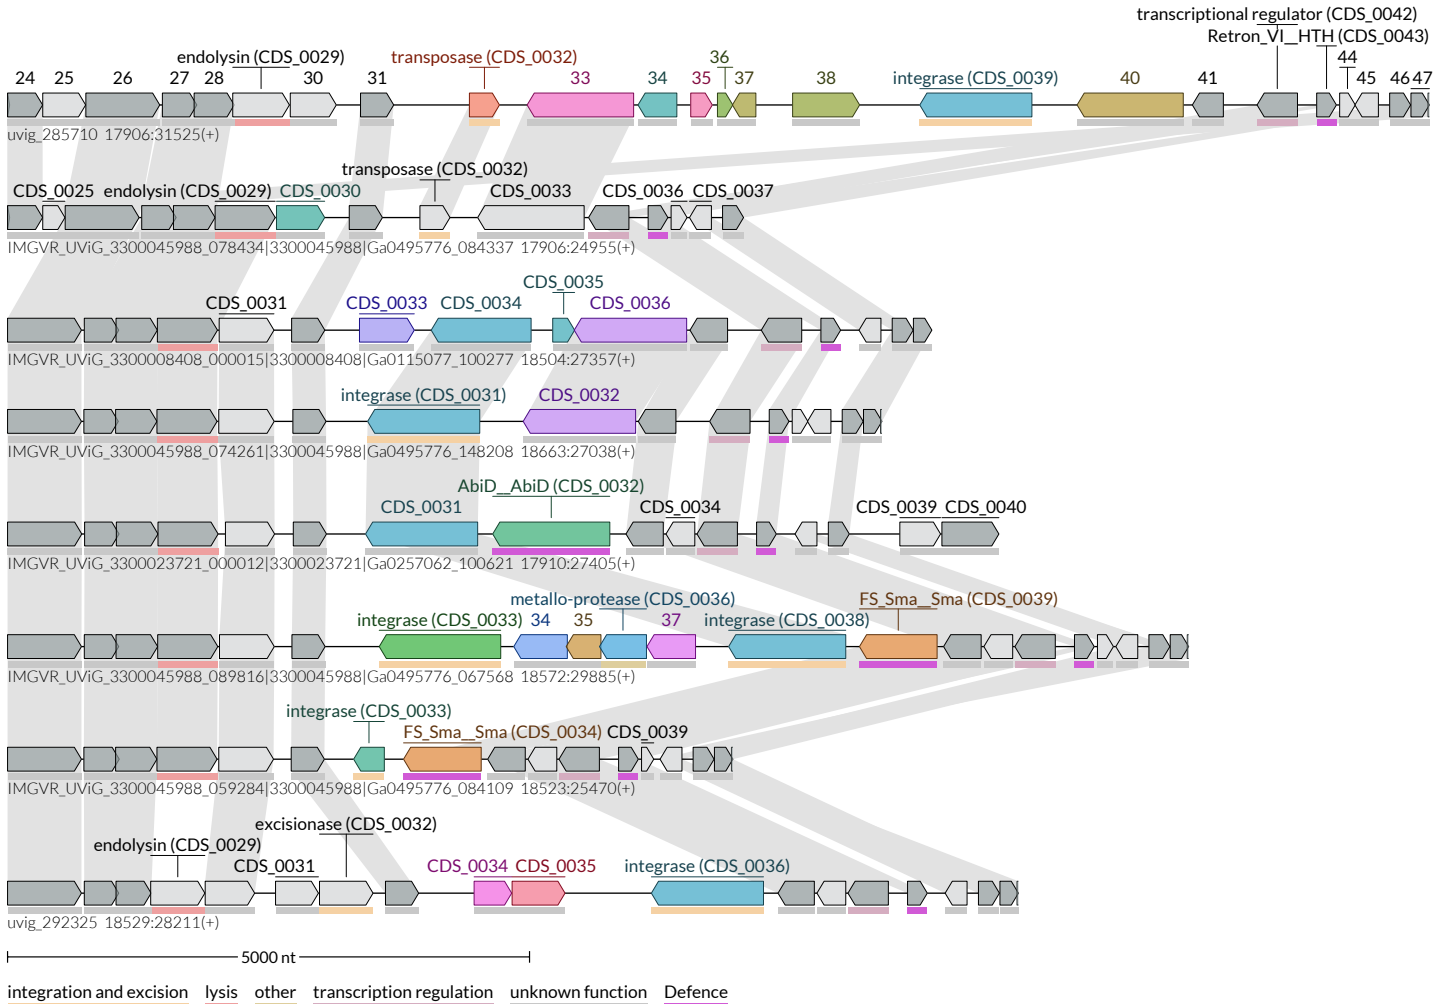 transcriptional regulator (CDS_0042)
Retron_VI__HTH (CDS_0043)
endolysin (CDS_0029) transposase (CDS_0032) 36 44
24 25 26 27 28 30 31 33 34 35 37 38 integrase (CDS_0039) 40 41 45 46 47
uvig_285710 17906:31525(+)
transposase (CDS_0032)
CDS_0025 endolysin (CDS_0029) CDS_0030 CDS_0033 CDS_0036 CDS_0037
IMGVR_UViG_3300045988_078434|3300045988|Ga0495776_084337 17906:24955(+)
CDS_0035
CDS_0031 CDS_0033 CDS_0034 CDS_0036
IMGVR_UViG_3300008408_000015|3300008408|Ga0115077_100277 18504:27357(+)
integrase (CDS_0031) CDS_0032
IMGVR_UViG_3300045988_074261|3300045988|Ga0495776_148208 18663:27038(+)
AbiD__AbiD (CDS_0032)
CDS_0031 CDS_0034 CDS_0039 CDS_0040
IMGVR_UViG_3300023721_000012|3300023721|Ga0257062_100621 17910:27405(+)
metallo-protease (CDS_0036) FS_Sma__Sma (CDS_0039)
integrase (CDS_0033) 34 35 37 integrase (CDS_0038)
IMGVR_UViG_3300045988_089816|3300045988|Ga0495776_067568 18572:29885(+)
integrase (CDS_0033)
FS_Sma__Sma (CDS_0034) CDS_0039
IMGVR_UViG_3300045988_059284|3300045988|Ga0495776_084109 18523:25470(+)
excisionase (CDS_0032)
endolysin (CDS_0029)
CDS_0031 CDS_0034 CDS_0035 integrase (CDS_0036)
uvig_292325 18529:28211(+)
5000 nt
integration and excision lysis other transcription regulation unknown function Defence